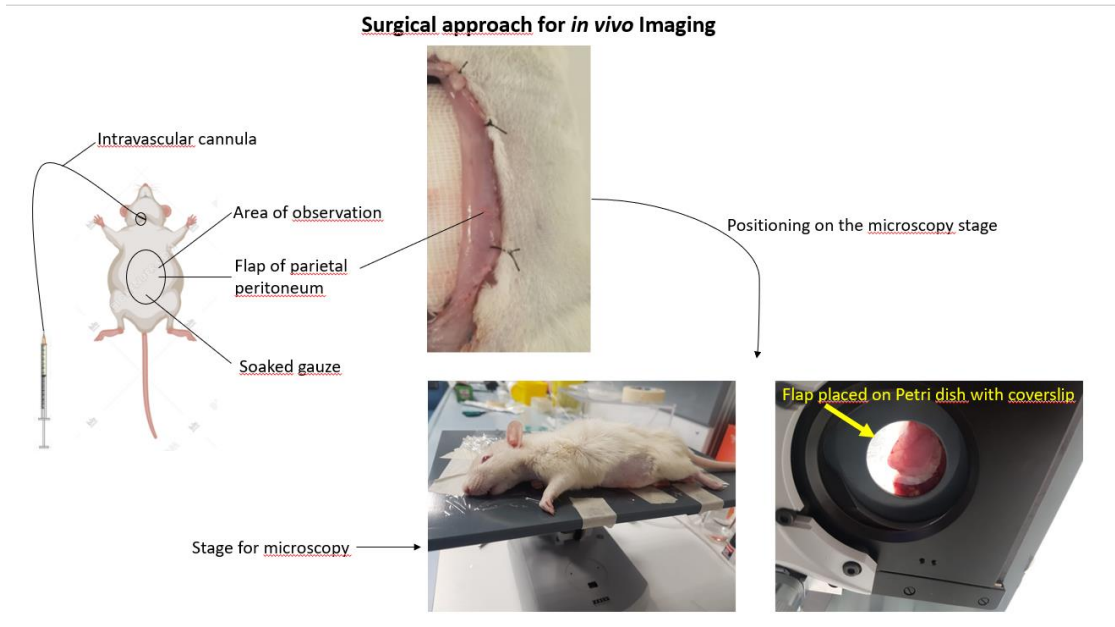 Surgical approach for in vivo Imaging
Intravascular cannula
Area of observation
Flap of parietal
peritoneum
Soaked gauze
Positioning on the microscopy stage
Flap placed on Petri dish with coverslip
Stage for microscopy